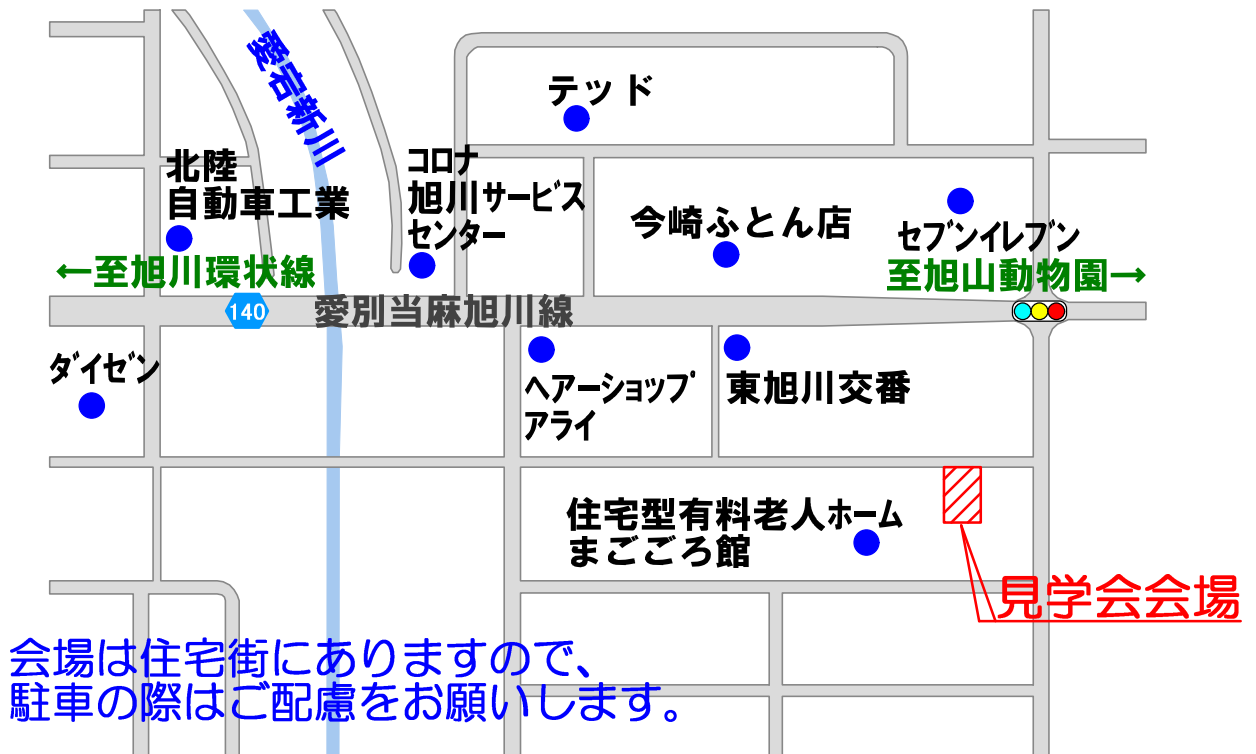 愛宕新川
テッド
北陸
自動車工業
コロナ
旭川サービス
センター
今崎ふとん店
セブンイレブン
←至旭川環状線
至旭山動物園→
140
愛別当麻旭川線
ダイゼン
ヘアーショップ
アライ
東旭川交番
住宅型有料老人ホーム
まごごろ館
見学会会場
会場は住宅街にありますので、
駐車の際はご配慮をお願いします。